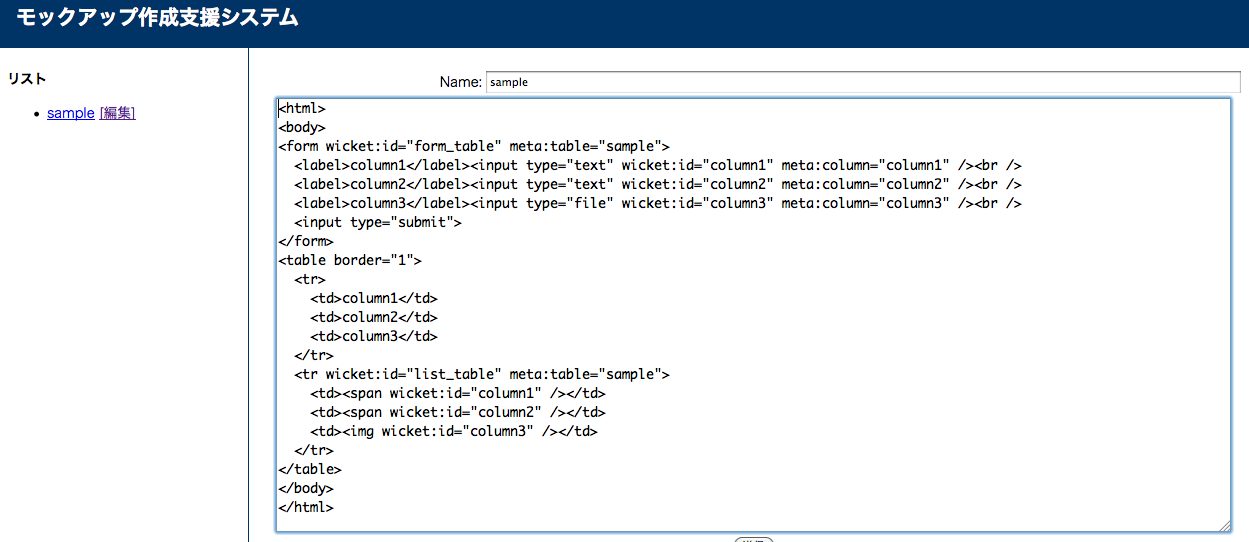 モックアップ作成支援システム
リスト
• sample [編集]
Name: sample
<html>
<body>
<form wicket:id="form_table" meta:table="sample">
  <label>column1</label><input type="text" wicket:id="column1" meta:column="column1" /><br />
  <label>column2</label><input type="text" wicket:id="column2" meta:column="column2" /><br />
  <label>column3</label><input type="file" wicket:id="column3" meta:column="column3" /><br />
  <input type="submit">
</form>
<table border="1">
  <tr>
    <td>column1</td>
    <td>column2</td>
    <td>column3</td>
  </tr>
  <tr wicket:id="list_table" meta:table="sample">
    <td><span wicket:id="column1" /></td>
    <td><span wicket:id="column2" /></td>
    <td><img wicket:id="column3" /></td>
  </tr>
</table>
</body>
</html>